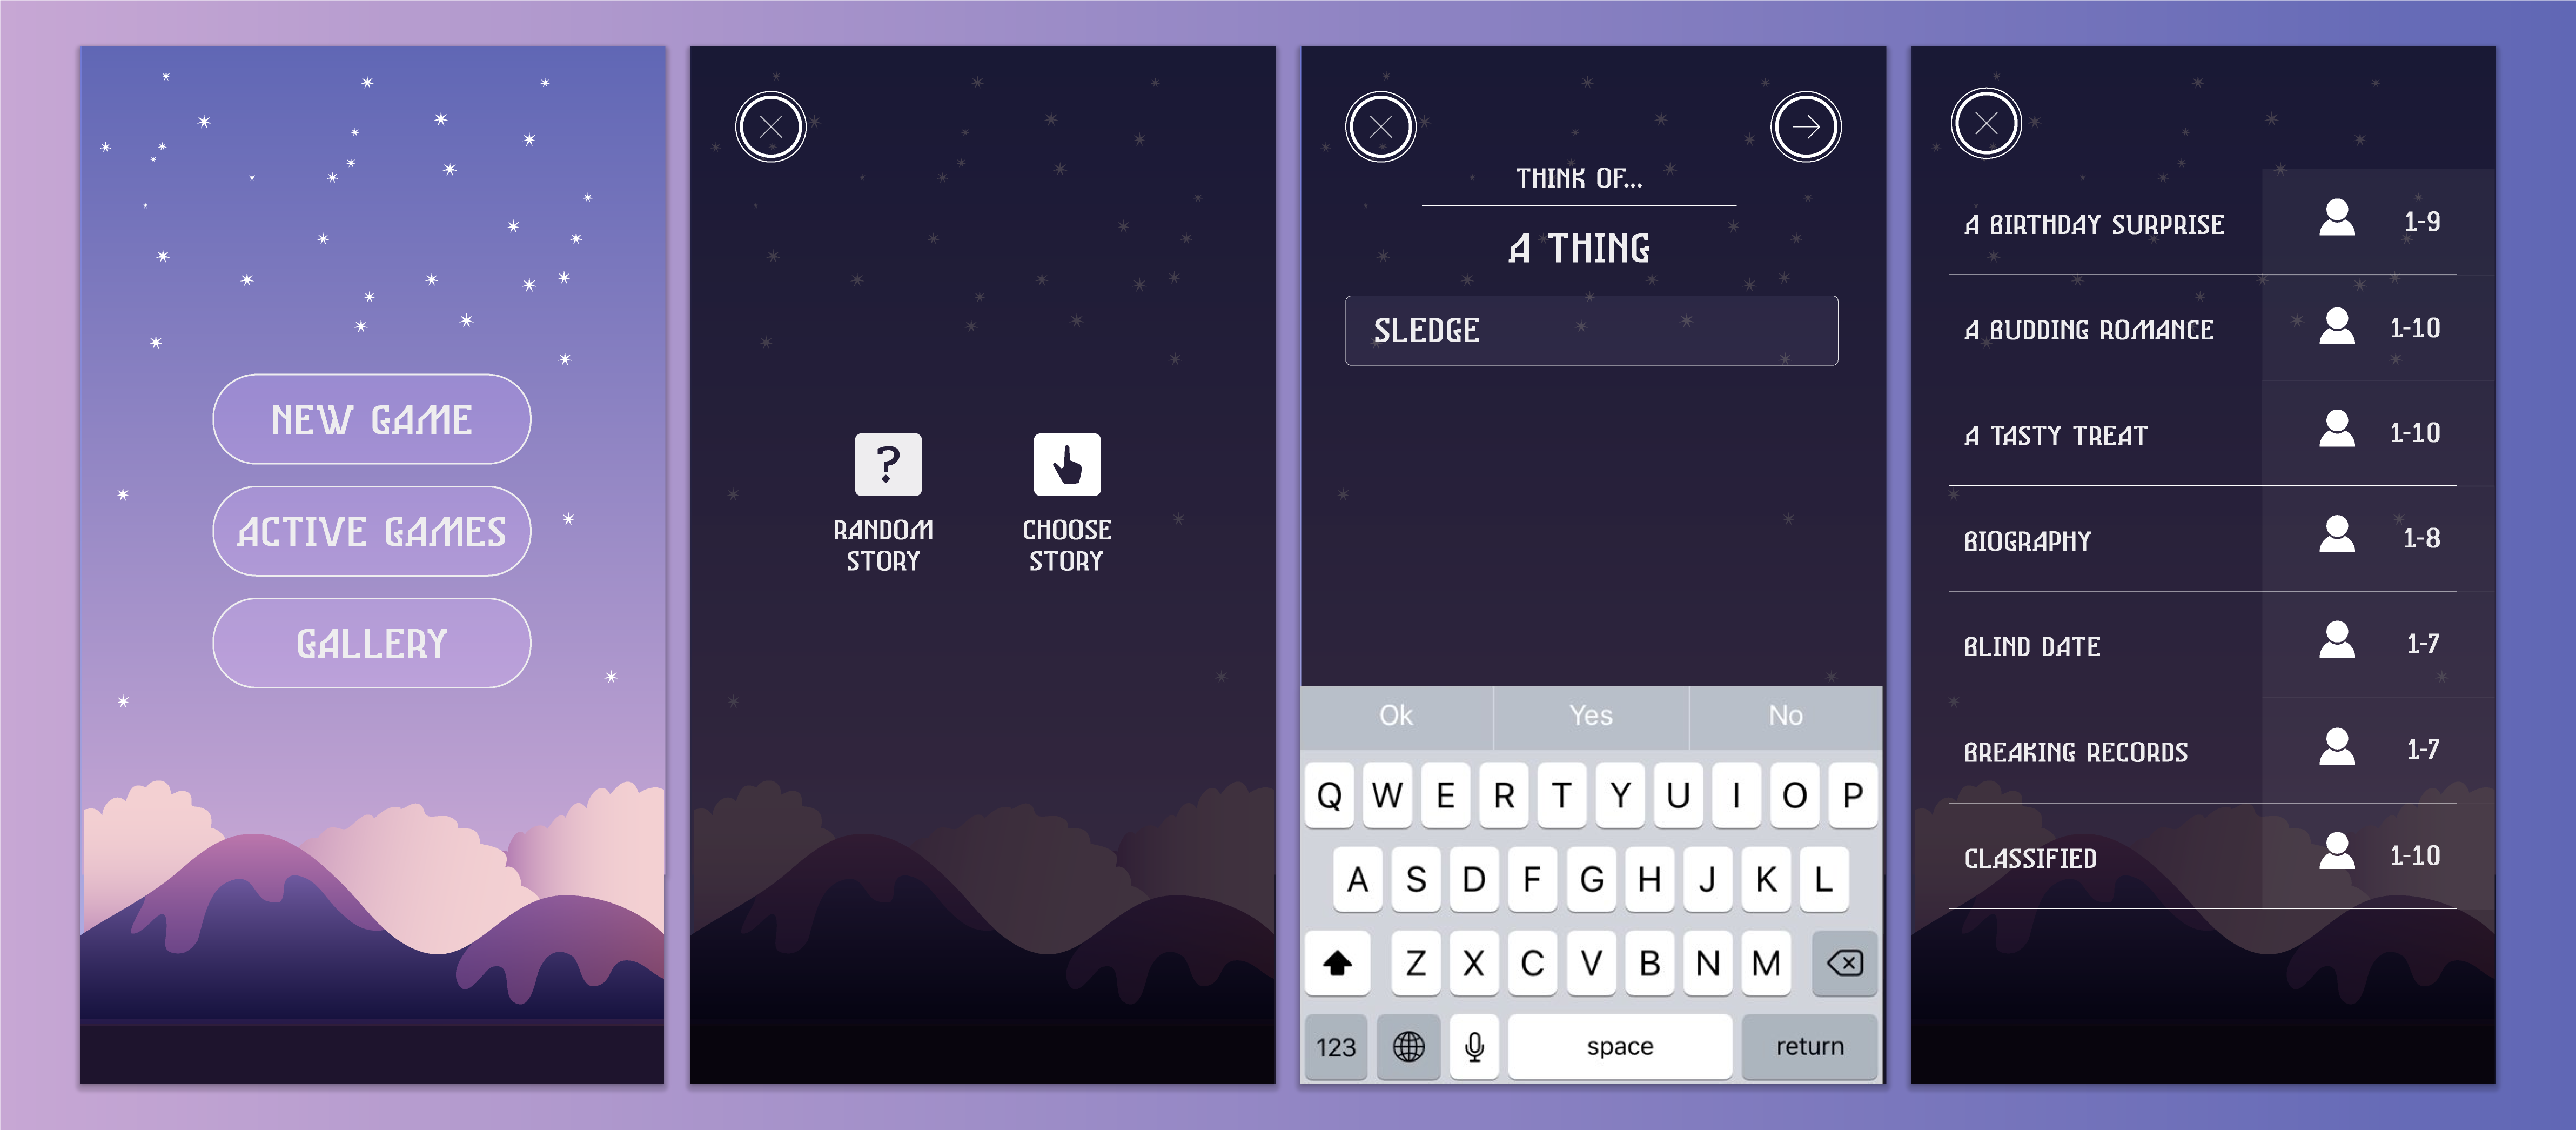 NEW GAME
ACTIVE GAMES
GALLERY
?
RANDOM
STORY
CHOOSE
STORY
THINK OF...
A THING
SLEDGE
Ok Yes No
Q W E R T Y U I O P
A S D F G H J K L
Z X C V B N M
123 space return
A BIRTHDAY SURPRISE 1-9
A BUDDING ROMANCE 1-10
A TASTY TREAT 1-10
BIOGRAPHY 1-8
BLIND DATE 1-7
BREAKING RECORDS 1-7
CLASSIFIED 1-10